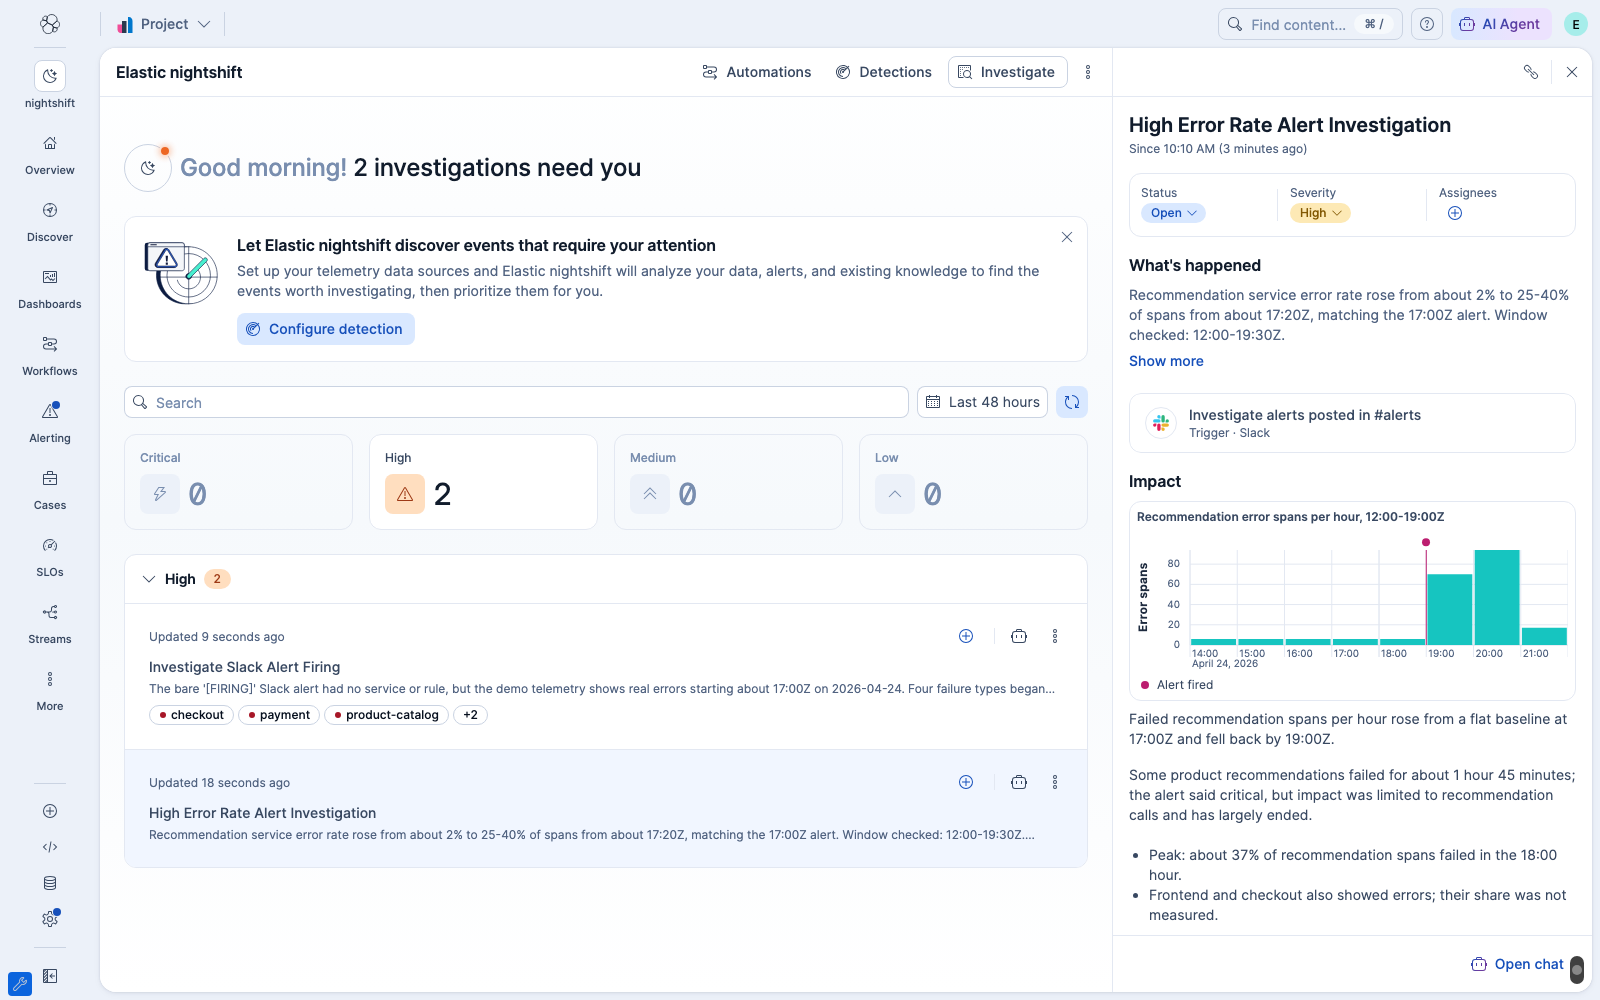 Project
Find content...
⌘ /
AI Agent
E
nightshift
Overview
Discover
Dashboards
Workflows
Alerting
Cases
SLOs
Streams
More
Elastic nightshift
Automations
Detections
Investigate
Good morning! 2 investigations need you
Let Elastic nightshift discover events that require your attention
Set up your telemetry data sources and Elastic nightshift will analyze your data, alerts, and existing knowledge to find the
events worth investigating, then prioritize them for you.
Configure detection
Search
Last 48 hours
Critical
0
High
2
Medium
0
Low
0
High 2
Updated 9 seconds ago
Investigate Slack Alert Firing
The bare '[FIRING]' Slack alert had no service or rule, but the demo telemetry shows real errors starting about 17:00Z on 2026-04-24. Four failure types began...
checkout
payment
product-catalog
+2
Updated 18 seconds ago
High Error Rate Alert Investigation
Recommendation service error rate rose from about 2% to 25-40% of spans from about 17:20Z, matching the 17:00Z alert. Window checked: 12:00-19:30Z....
High Error Rate Alert Investigation
Since 10:10 AM (3 minutes ago)
Status
Open
Severity
High
Assignees
What's happened
Recommendation service error rate rose from about 2% to 25-40%
of spans from about 17:20Z, matching the 17:00Z alert. Window
checked: 12:00-19:30Z.
Show more
Investigate alerts posted in #alerts
Trigger · Slack
Impact
Recommendation error spans per hour, 12:00-19:00Z
Error spans
80
60
40
20
0
14:00
15:00
16:00
17:00
18:00
19:00
20:00
21:00
April 24, 2026
Alert fired
Failed recommendation spans per hour rose from a flat baseline at
17:00Z and fell back by 19:00Z.
Some product recommendations failed for about 1 hour 45 minutes;
the alert said critical, but impact was limited to recommendation
calls and has largely ended.
• Peak: about 37% of recommendation spans failed in the 18:00
hour.
• Frontend and checkout also showed errors; their share was not
measured.
Open chat